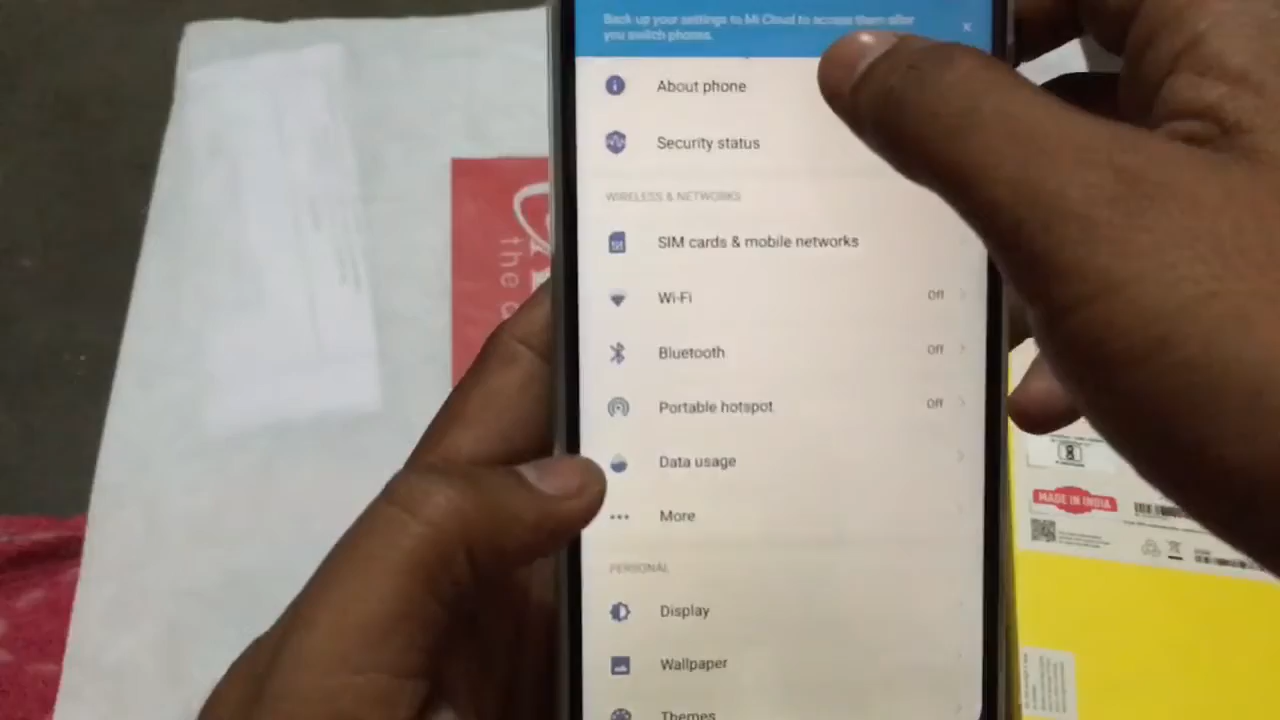 Back up your settings to Mi Cloud to access them after
you switch phones.
About phone
Security status
WIRELESS & NETWORKS
SIM cards & mobile networks
Wi-Fi
Off
Bluetooth
Off
Portable hotspot
Off
Data usage
More
PERSONAL
Display
Wallpaper
Themes
the
MADE IN INDIA